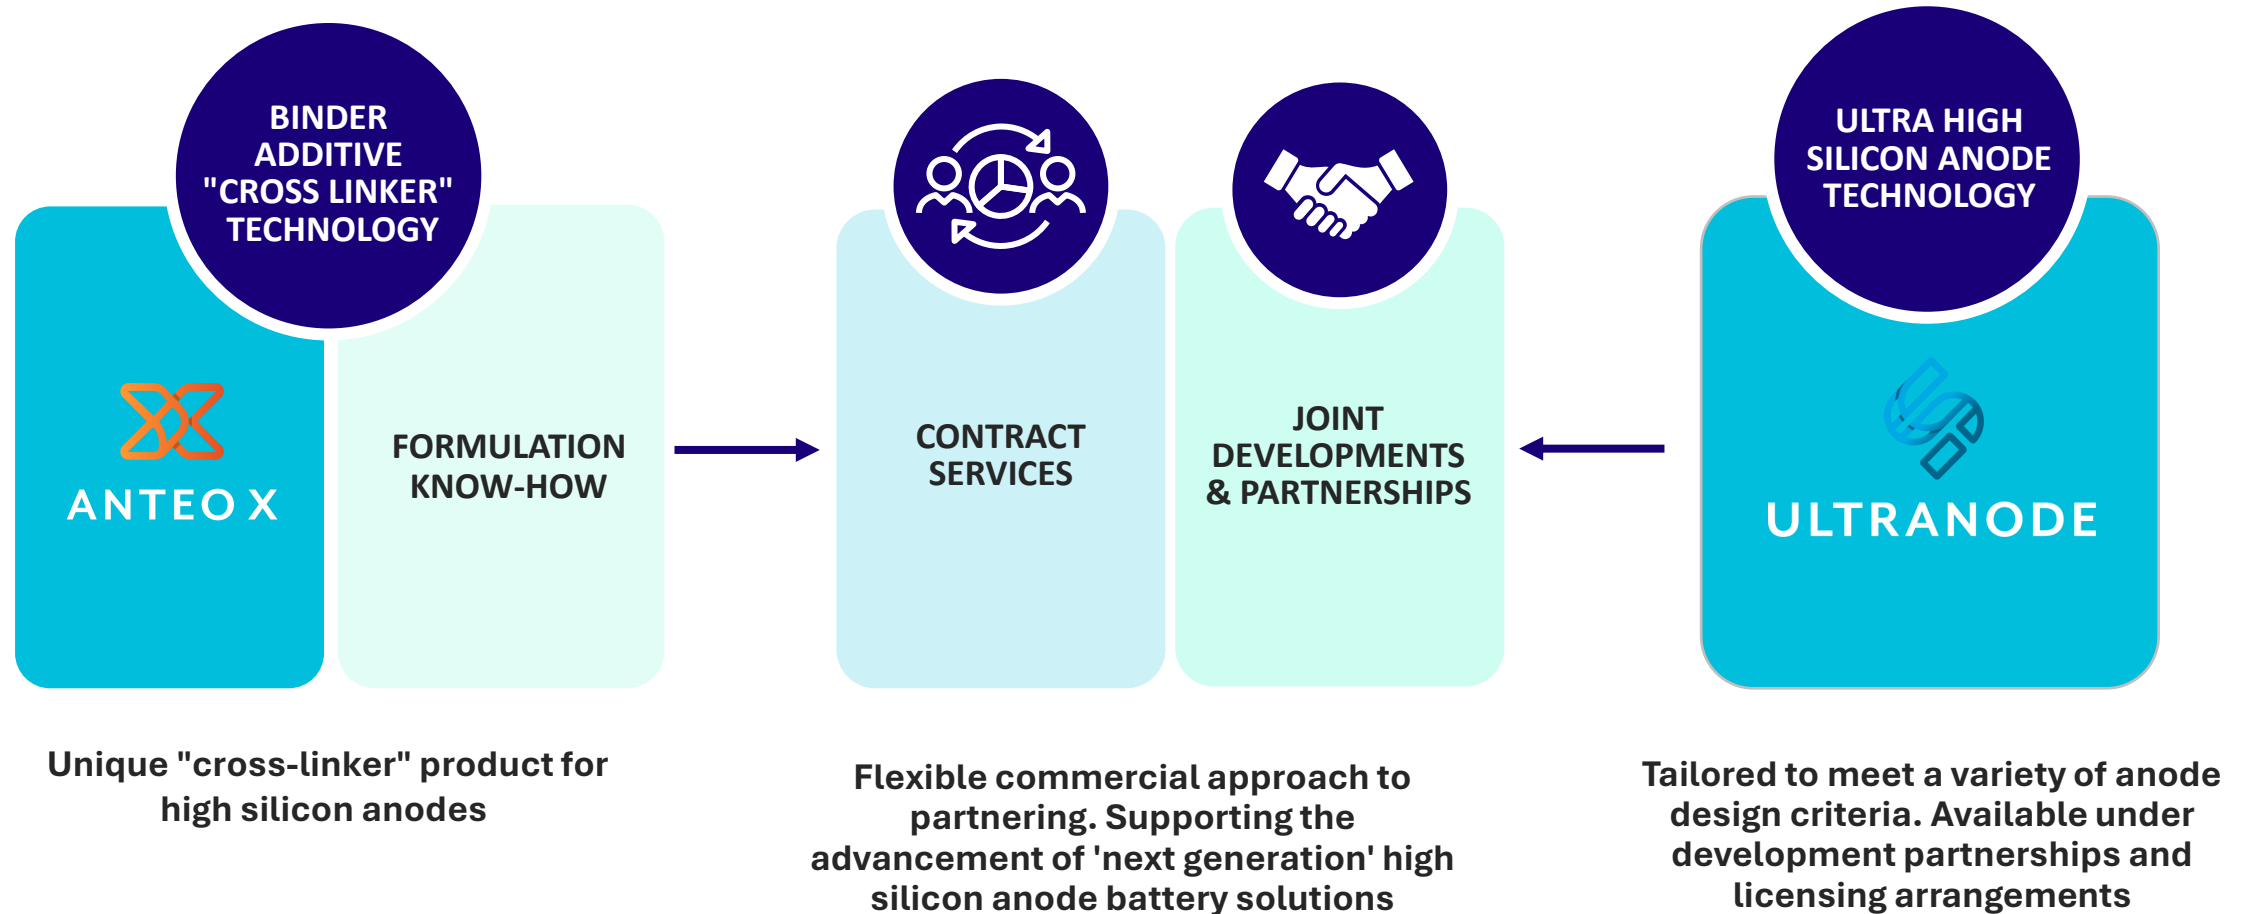 BINDER
ADDITIVE
"CROSS LINKER"
TECHNOLOGY
ANTEO X
FORMULATION
KNOW-HOW
Unique "cross-linker" product for
high silicon anodes
CONTRACT
SERVICES
JOINT
DEVELOPMENTS
& PARTNERSHIPS
Flexible commercial approach to
partnering. Supporting the
advancement of 'next generation' high
silicon anode battery solutions
ULTRA HIGH
SILICON ANODE
TECHNOLOGY
ULTRANODE
Tailored to meet a variety of anode
design criteria. Available under
development partnerships and
licensing arrangements